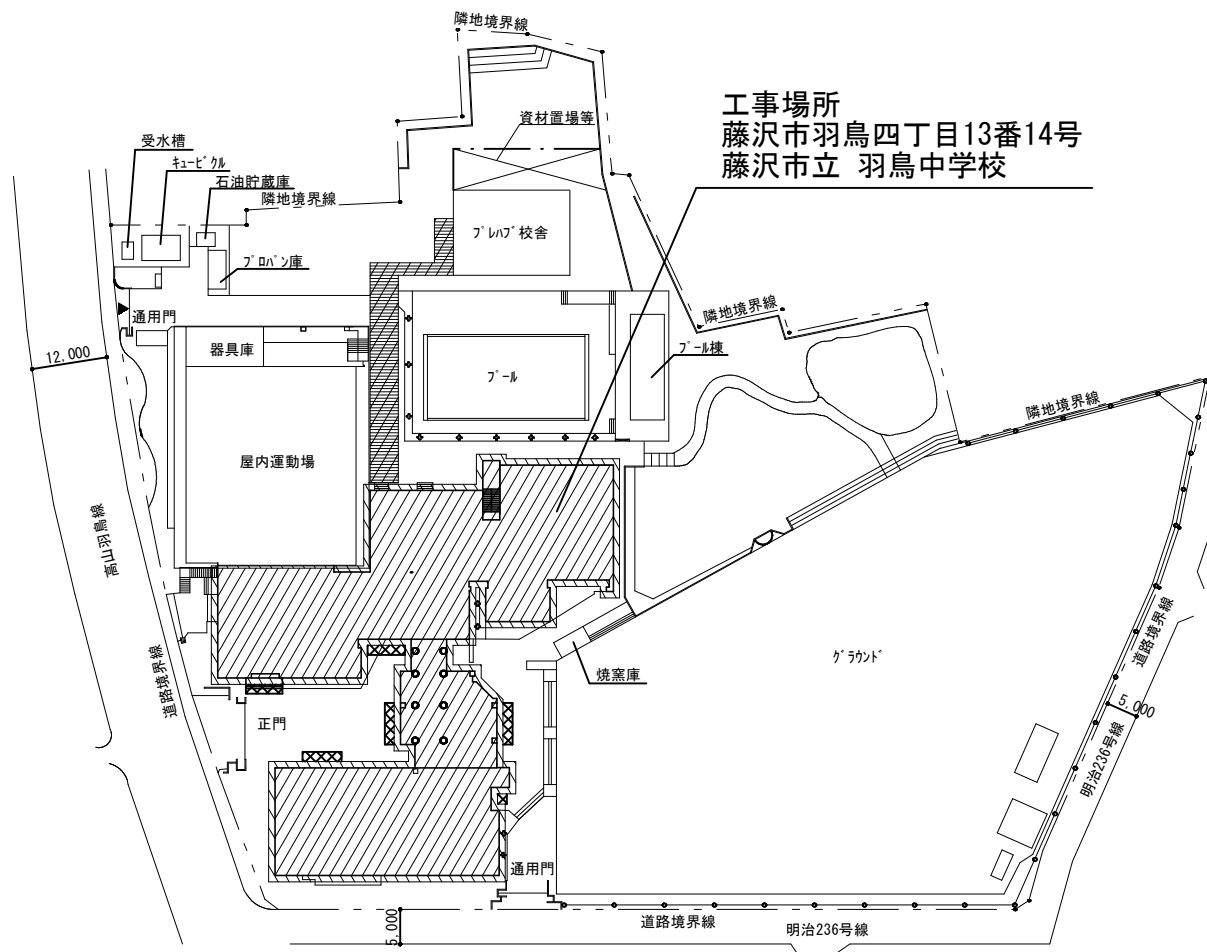 隣地境界線
工事場所
藤沢市羽鳥四丁目13番14号
藤沢市立 羽鳥中学校
資材置場等
受水槽
キュービクル
石油貯蔵庫
隣地境界線
プレハブ校舎
プロパン庫
隣地境界線
通用門
12,000
器具庫
プール
プール棟
隣地境界線
屋内運動場
高山羽鳥線
道路境界線
グラウンド
道路境界線
焼窯庫
5,000
明治236号線
正門
通用門
道路境界線
明治236号線
5,000